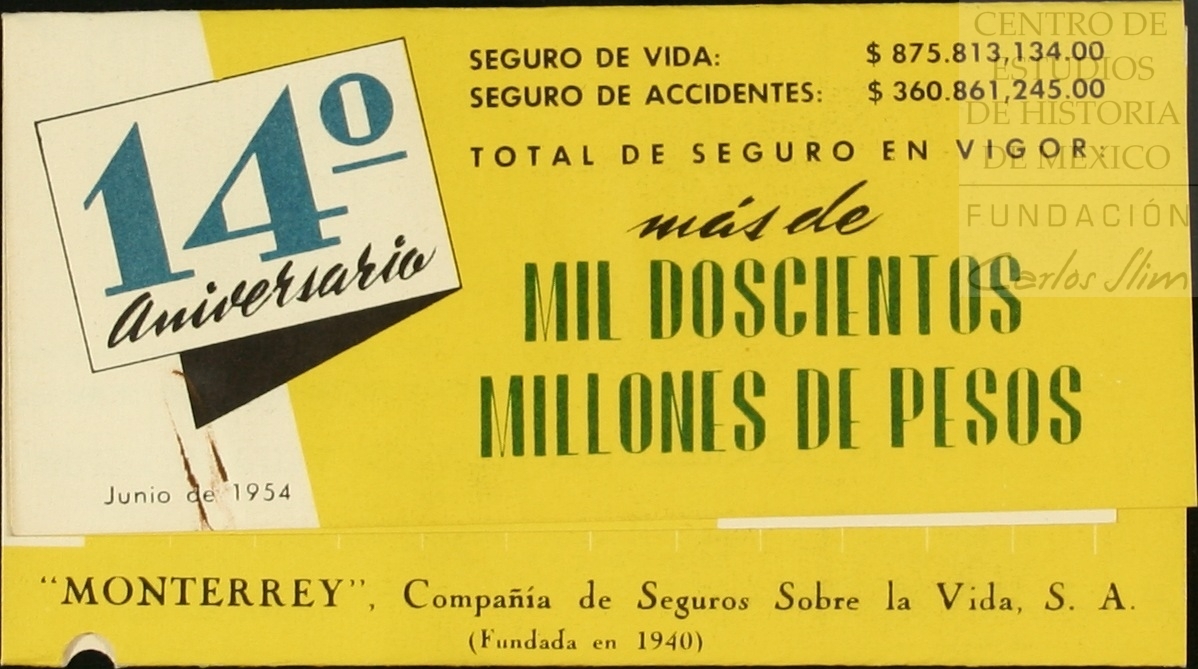 14º
Aniversario
Junio de 1954
SEGURO DE VIDA: $ 875.813,134.00
SEGURO DE ACCIDENTES: $ 360.861,245.00
TOTAL DE SEGURO EN VIGOR:
más de
MIL DOSCIENTOS
MILLONES DE PESOS
"MONTERREY", Compañía de Seguros Sobre la Vida, S. A.
(Fundada en 1940)
CENTRO DE
ESTUDIOS
DE HISTORIA
DE MÉXICO
FUNDACIÓN
Carlos Slim